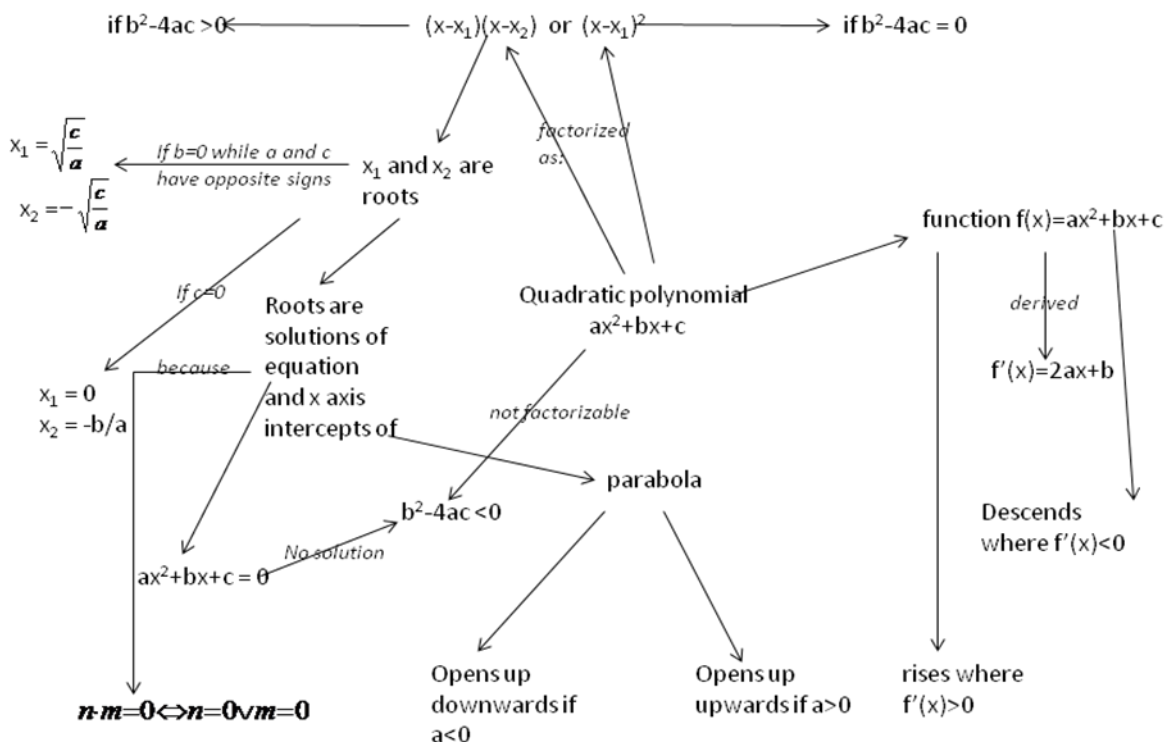 if b²-4ac >0
(x-x₁)(x-x₂) or (x-x₁)²
if b²-4ac = 0
factorized
as:
x₁ = √(c/a)
x₂ =-√(c/a)
If b=0 while a and c
have opposite signs
x₁ and x₂ are
roots
function f(x)=ax²+bx+c
If c=0
Roots are
solutions of
equation
and x axis
intercepts of
Quadratic polynomial
ax²+bx+c
derived
f'(x)=2ax+b
because
x₁ = 0
x₂ = -b/a
not factorizable
parabola
b²-4ac <0
Descends
where f'(x)<0
No solution
ax²+bx+c = 0
n·m=0⇔n=0∨m=0
Opens up
downwards if
a<0
Opens up
upwards if a>0
rises where
f'(x)>0